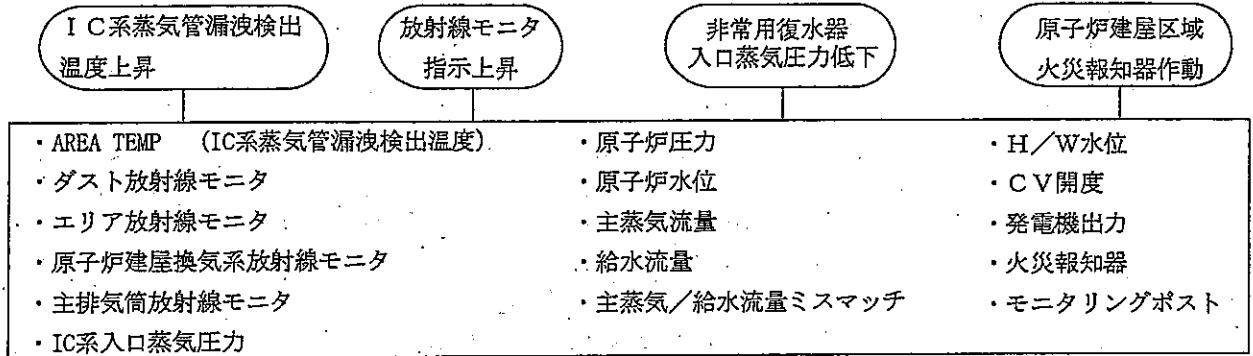 ＩＣ系蒸気管漏洩検出
温度上昇
放射線モニタ
指示上昇
非常用復水器
入口蒸気圧力低下
原子炉建屋区域
火災報知器作動
・AREA TEMP （IC系蒸気管漏洩検出温度）
・ダスト放射線モニタ
・エリア放射線モニタ
・原子炉建屋換気系放射線モニタ
・主排気筒放射線モニタ
・IC系入口蒸気圧力
・原子炉圧力
・原子炉水位
・主蒸気流量
・給水流量
・主蒸気／給水流量ミスマッチ
・Ｈ／Ｗ水位
・ＣＶ開度
・発電機出力
・火災報知器
・モニタリングポスト